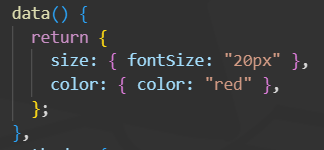 data() {
return {
size: { fontSize: "20px" },
color: { color: "red" },
};
},